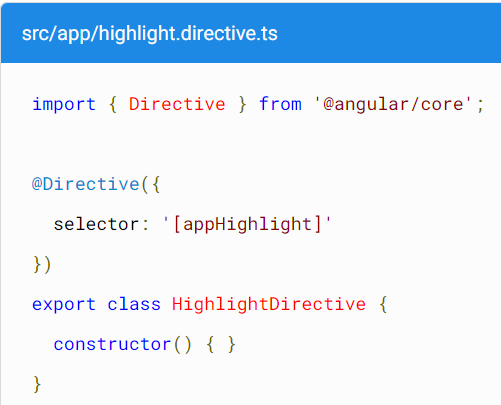 src/app/highlight.directive.ts
import { Directive } from '@angular/core';
@Directive({
selector: '[appHighlight]'
})
export class HighlightDirective {
constructor() { }
}